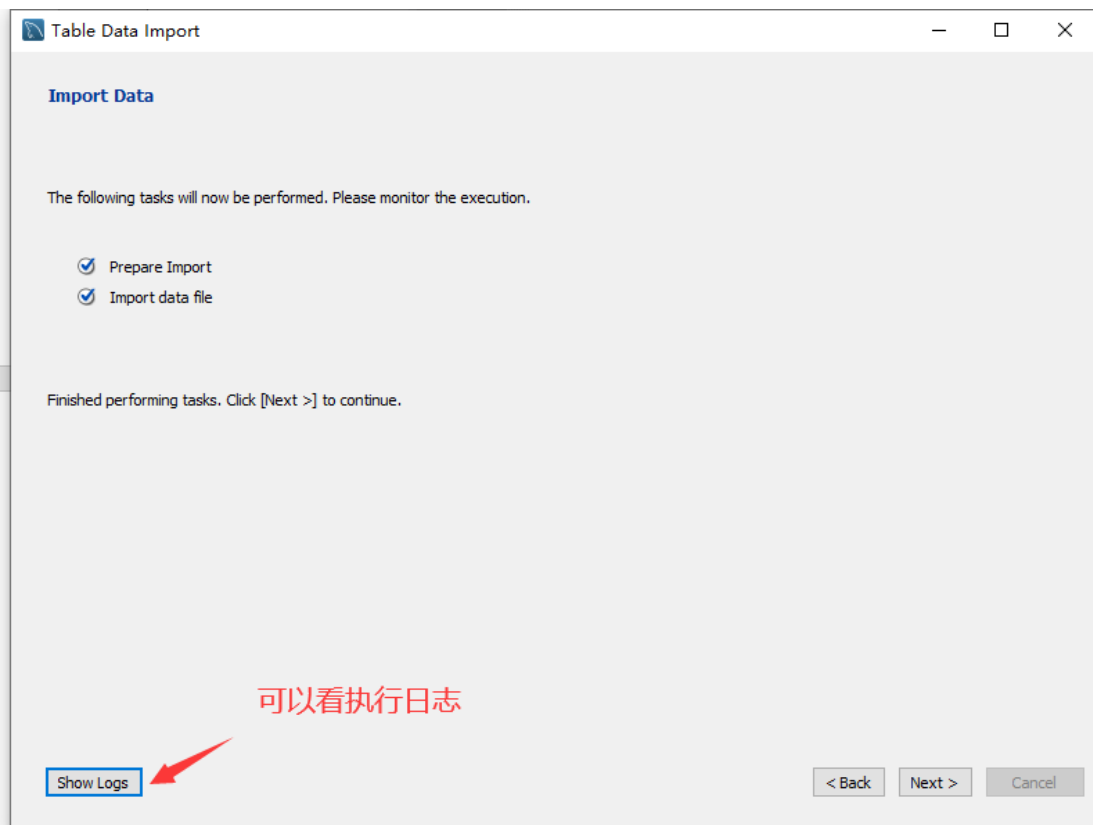 Table Data Import
Import Data
The following tasks will now be performed. Please monitor the execution.
Prepare Import
Import data file
Finished performing tasks. Click [Next >] to continue.
可以看执行日志
Show Logs
< Back
Next >
Cancel